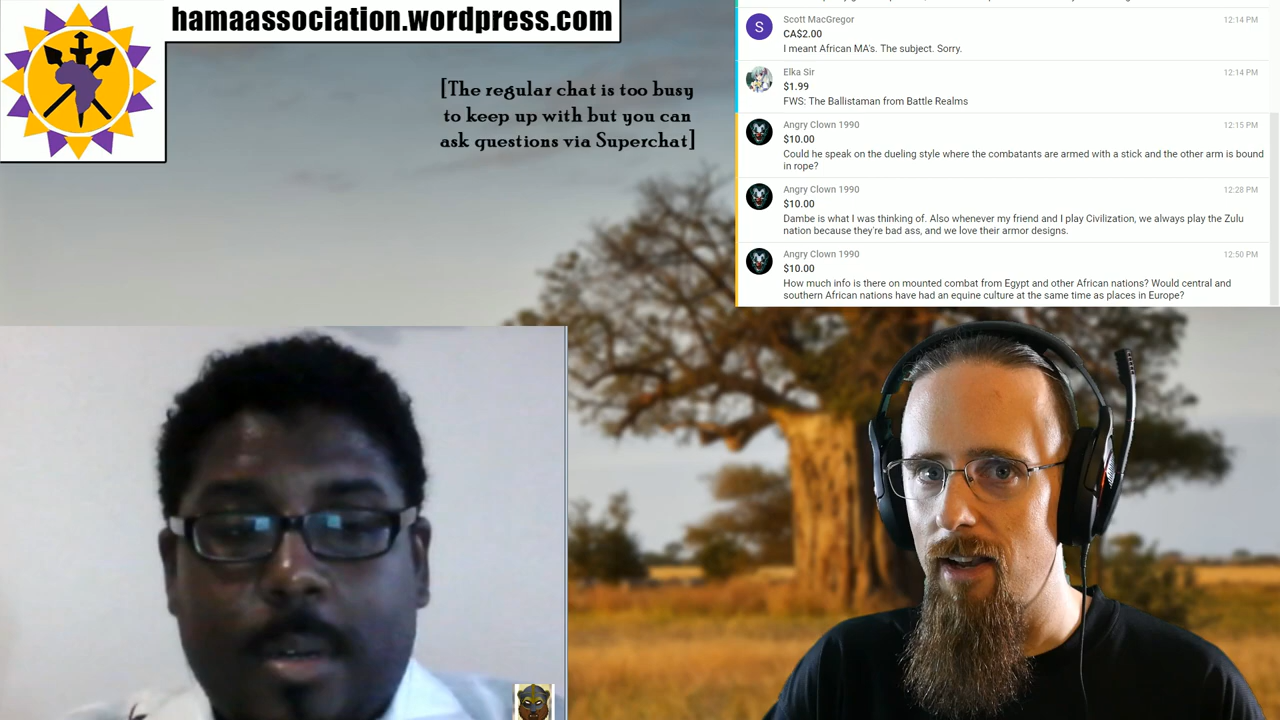 hamaassociation.wordpress.com
[The regular chat is too busy
to keep up with but you can
ask questions via Superchat]
S
Scott MacGregor
12:14 PM
CA$2.00
I meant African MA's. The subject. Sorry.
Elka Sir
12:14 PM
$1.99
FWS: The Ballistaman from Battle Realms
Angry Clown 1990
12:15 PM
$10.00
Could he speak on the dueling style where the combatants are armed with a stick and the other arm is bound
in rope?
Angry Clown 1990
12:28 PM
$10.00
Dambe is what I was thinking of. Also whenever my friend and I play Civilization, we always play the Zulu
nation because they're bad ass, and we love their armor designs.
Angry Clown 1990
12:50 PM
$10.00
How much info is there on mounted combat from Egypt and other African nations? Would central and
southern African nations have had an equine culture at the same time as places in Europe?